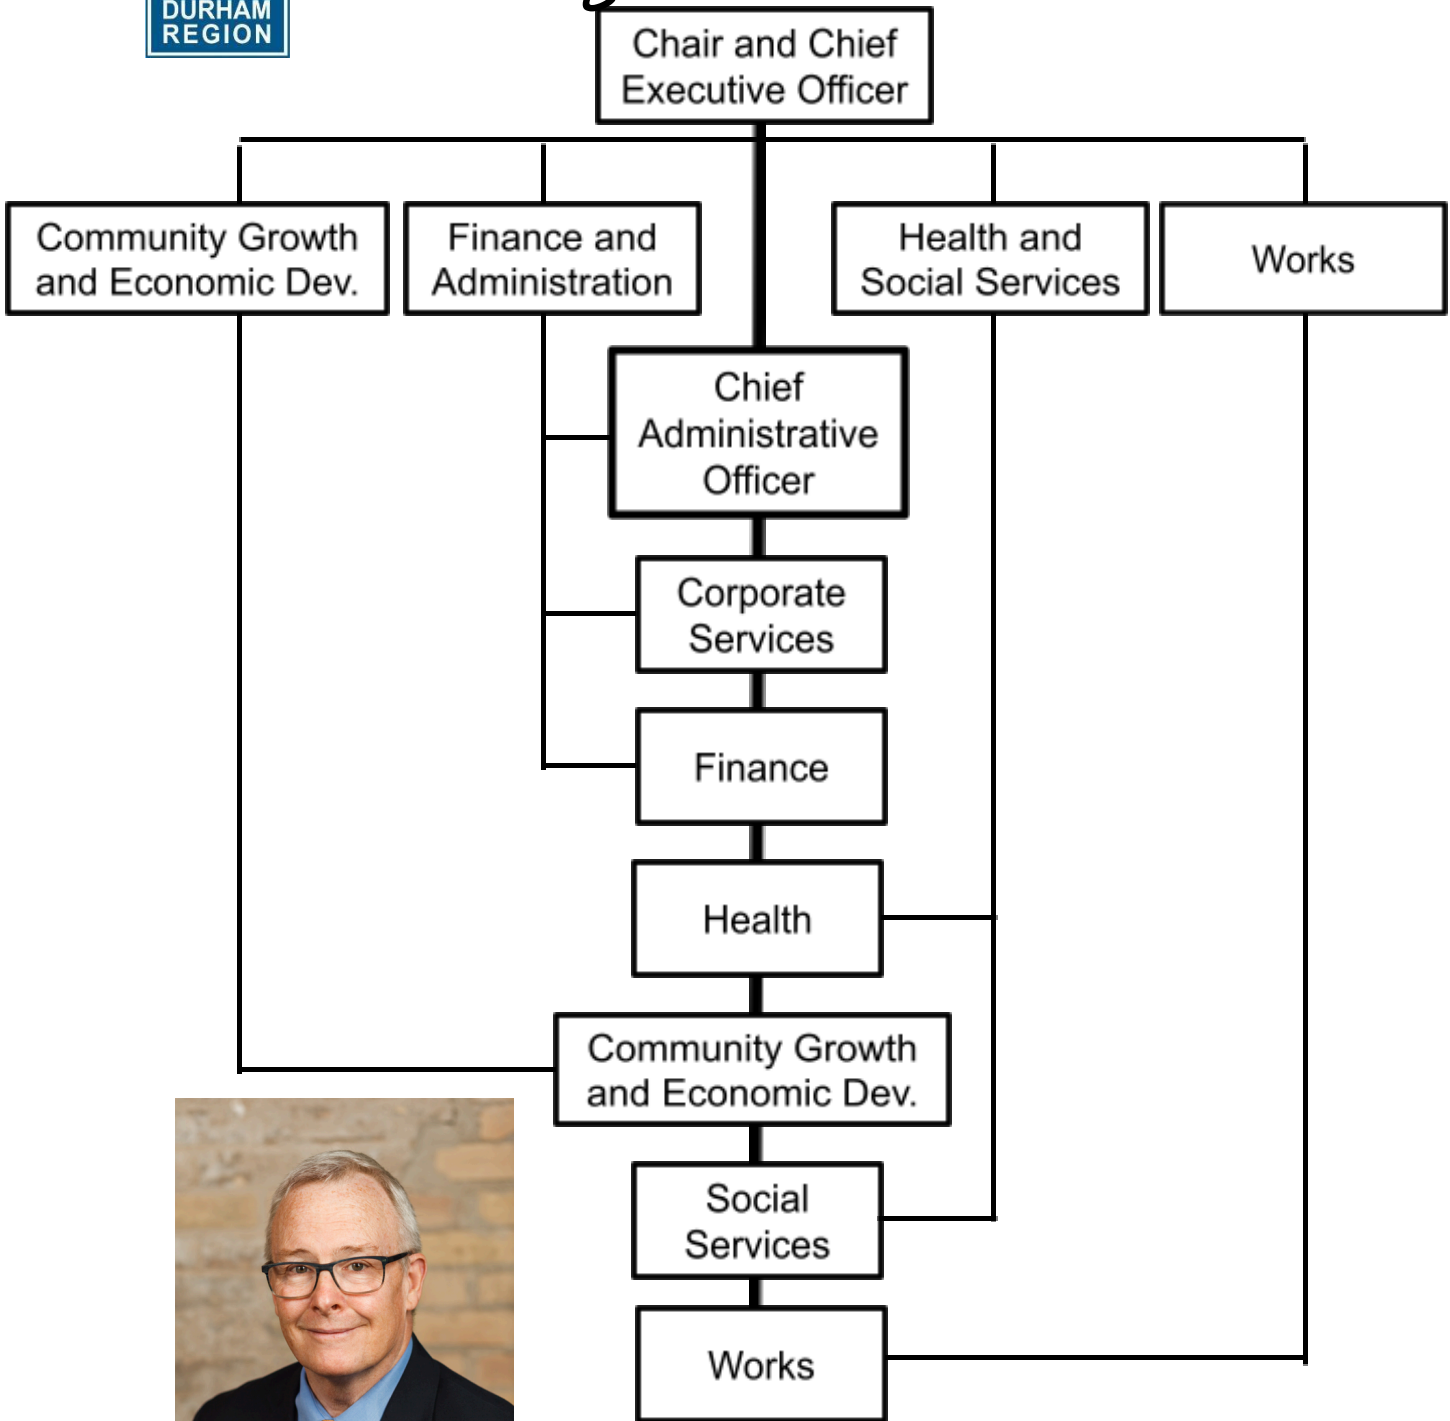 DURHAM
REGION
Chair and Chief
Executive Officer
Community Growth
and Economic Dev.
Finance and
Administration
Health and
Social Services
Works
Chief
Administrative
Officer
Corporate
Services
Finance
Health
Community Growth
and Economic Dev.
Social
Services
Works